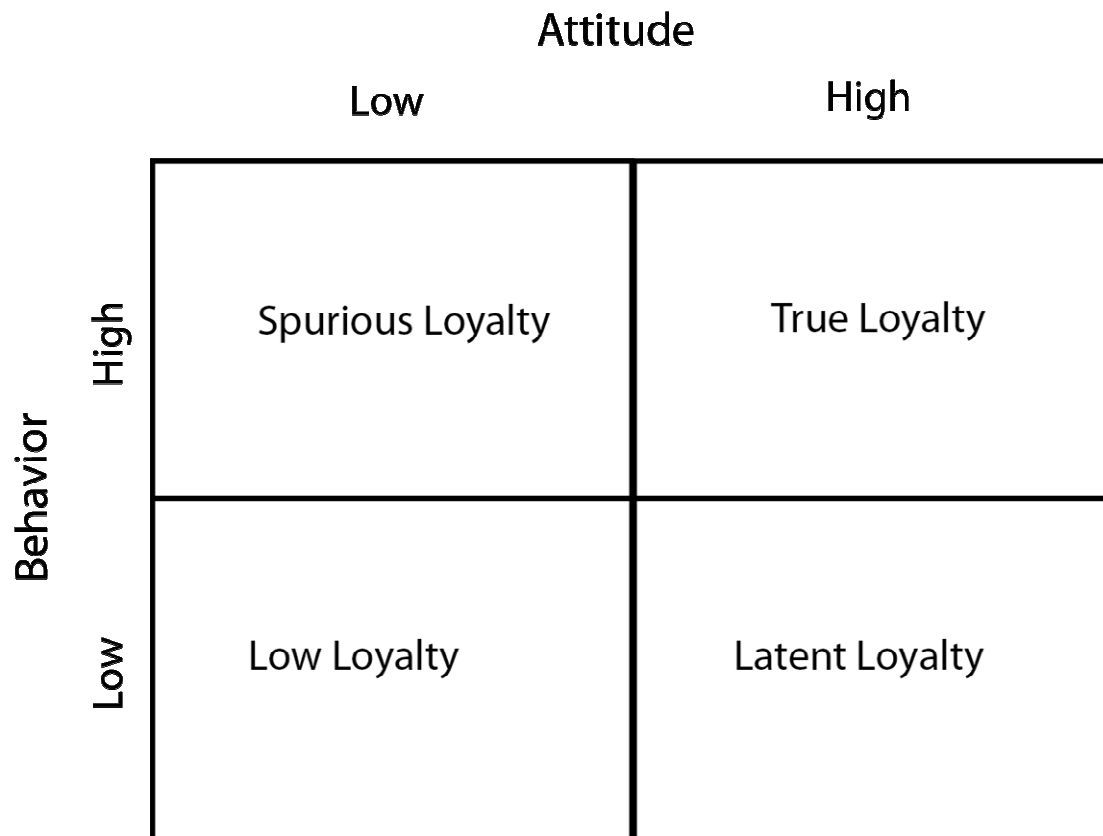 Attitude
Low
High
High
Spurious Loyalty
True Loyalty
Behavior
Low
Low Loyalty
Latent Loyalty